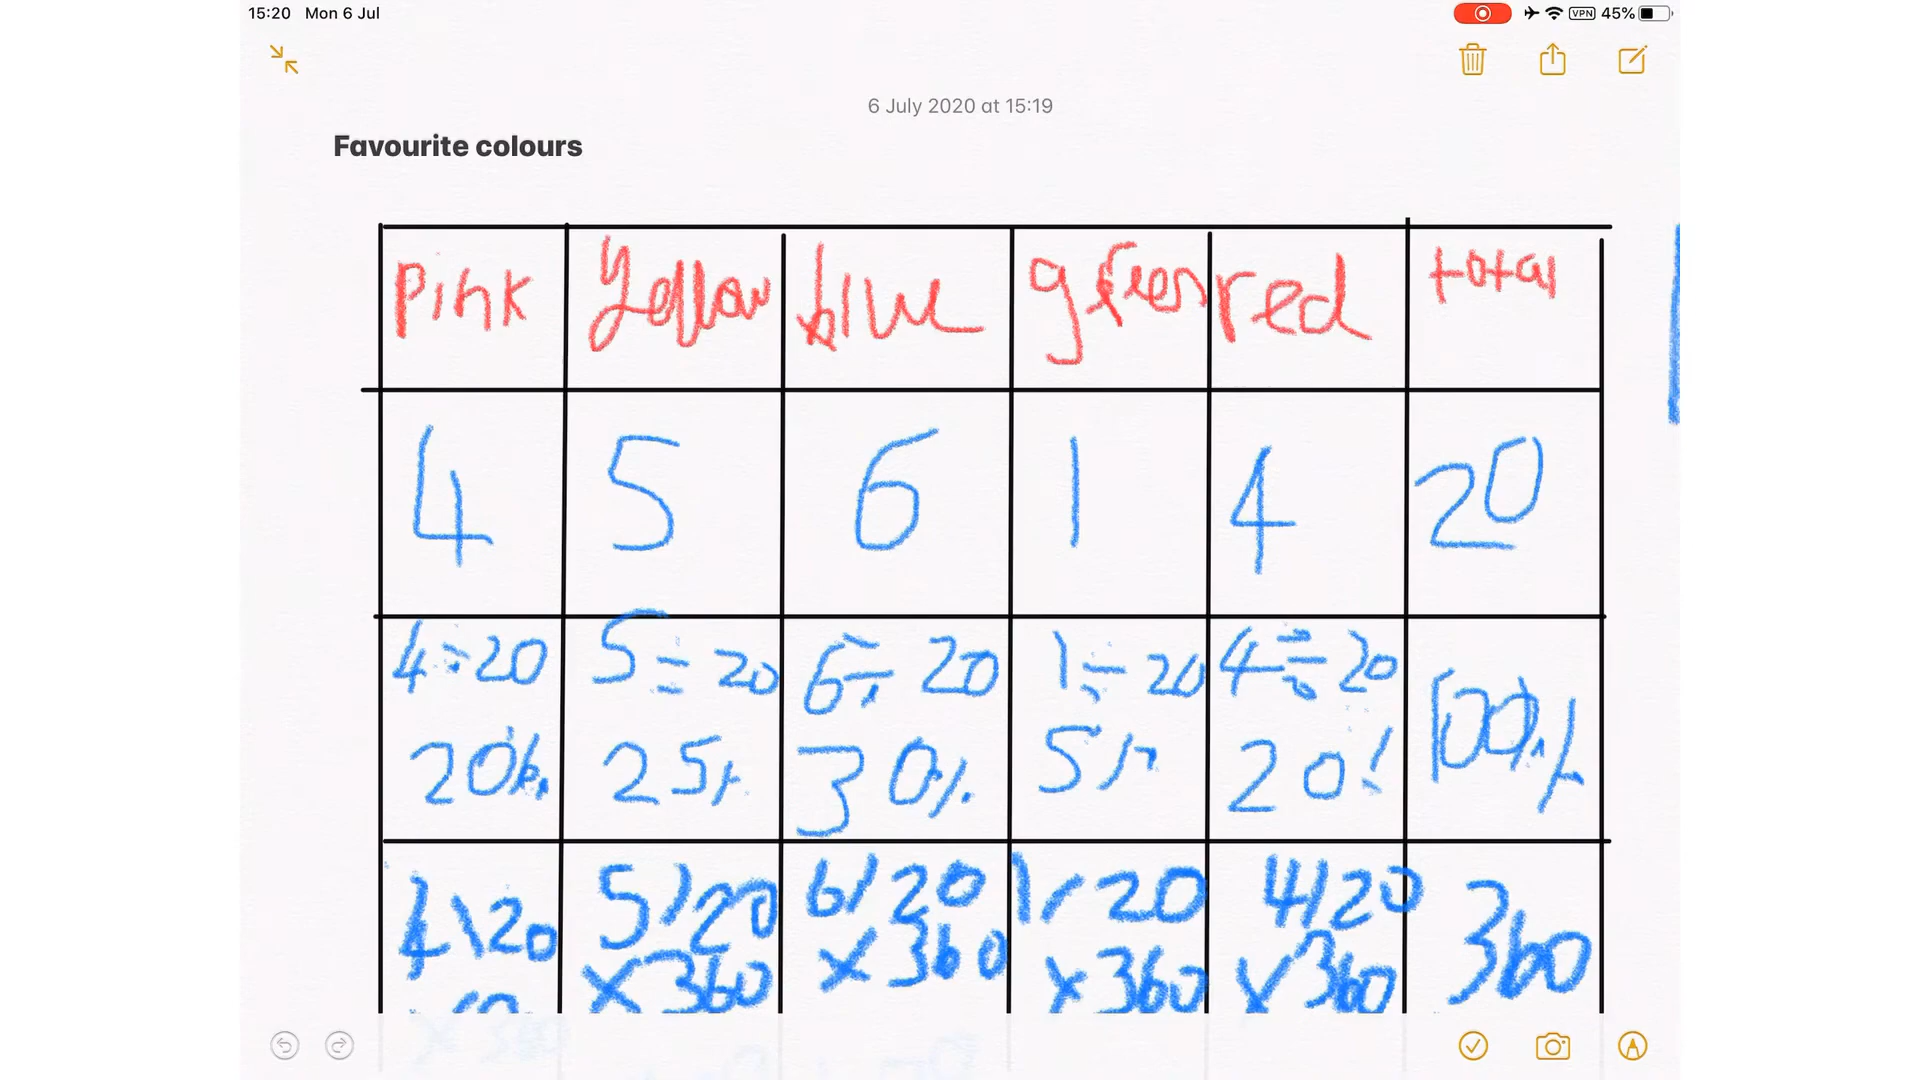 15:20 Mon 6 Jul
VPN 45%
6 July 2020 at 15:19
Favourite colours
pink yellow blue green red total
4 5 6 1 4 20
4÷20 5÷20 6÷20 1÷20 4÷20
20% 25% 30% 5% 20% 100%
4\20 5/20 6/20 1/20 4/20 360
x 360 x 360 x 360 x 360